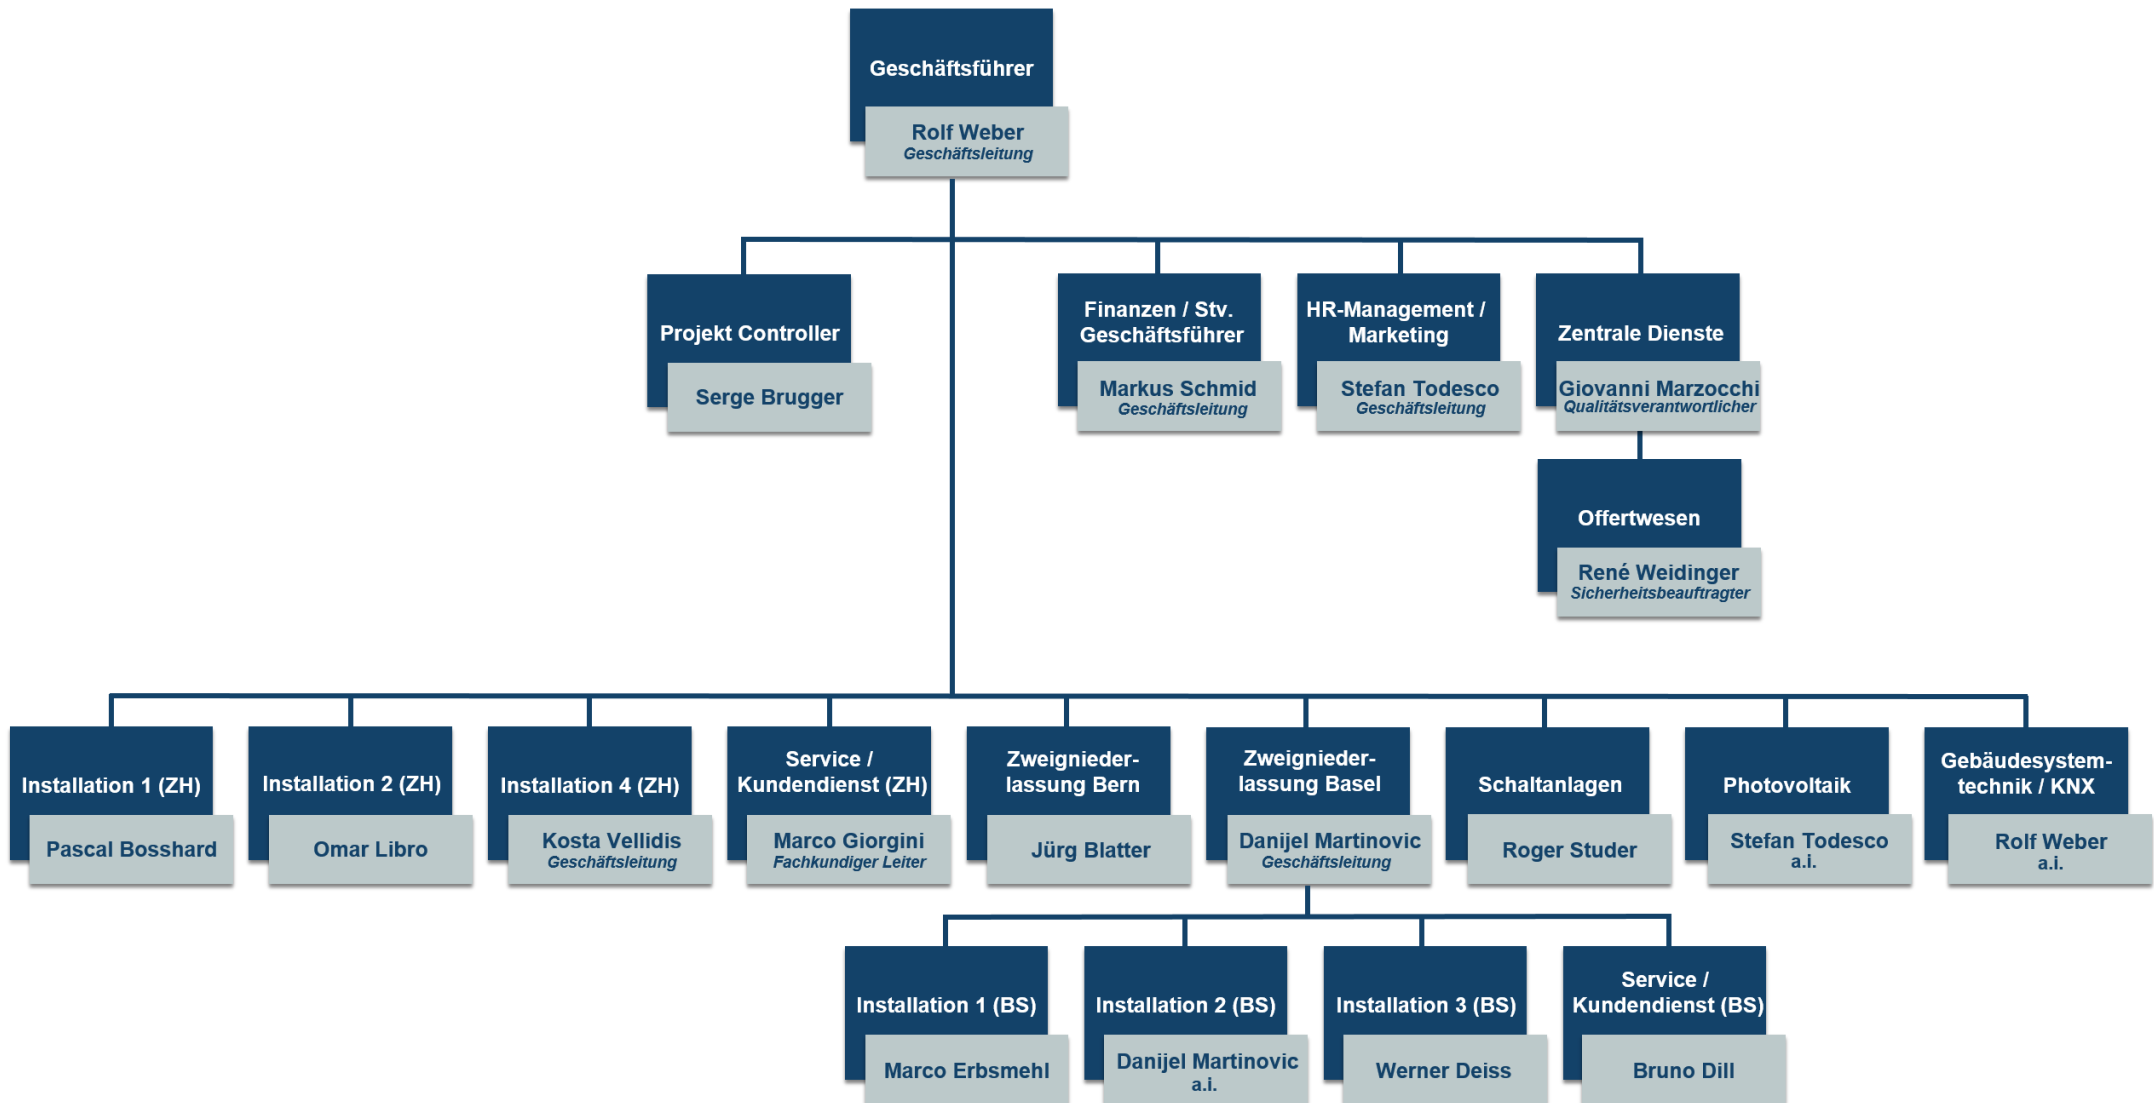 Geschäftsführer
Rolf Weber
Geschäftsleitung
Projekt Controller
Serge Brugger
Finanzen / Stv.
Geschäftsführer
Markus Schmid
Geschäftsleitung
HR-Management /
Marketing
Stefan Todesco
Geschäftsleitung
Zentrale Dienste
Giovanni Marzocchi
Qualitätsverantwortlicher
Offertwesen
René Weidinger
Sicherheitsbeauftragter
Installation 1 (ZH)
Pascal Bosshard
Installation 2 (ZH)
Omar Libro
Installation 4 (ZH)
Kosta Vellidis
Geschäftsleitung
Service /
Kundendienst (ZH)
Marco Giorgini
Fachkundiger Leiter
Zweignieder-
lassung Bern
Jürg Blatter
Zweignieder-
lassung Basel
Danijel Martinovic
Geschäftsleitung
Schaltanlagen
Roger Studer
Photovoltaik
Stefan Todesco
a.i.
Gebäudesystem-
technik / KNX
Rolf Weber
a.i.
Installation 1 (BS)
Marco Erbsmehl
Installation 2 (BS)
Danijel Martinovic
a.i.
Installation 3 (BS)
Werner Deiss
Service /
Kundendienst (BS)
Bruno Dill